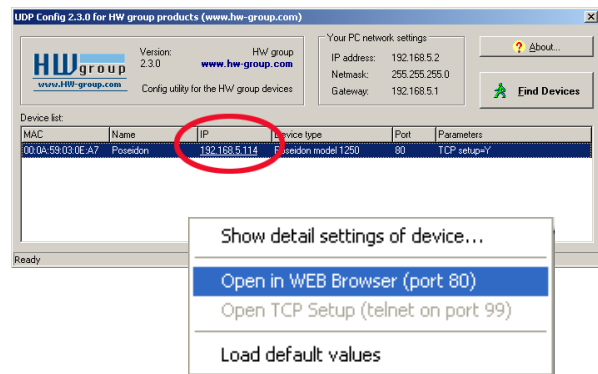 UDP Config 2.3.0 for HW group products (www.hw-group.com)
HW group
www.HW-group.com
Version: HW group
2.3.0 www.hw-group.com
Config utility for the HW group devices
Your PC network settings
IP address: 192.168.5.2
Netmask: 255.255.255.0
Gateway: 192.168.5.1
? About...
Find Devices
Device list:
MAC Name IP Device type Port Parameters
00:0A:59:03:0E:A7 Poseidon 192.168.5.114 Poseidon model 1250 80 TCP setup=Y
Ready
Show detail settings of device...
Open in WEB Browser (port 80)
Open TCP Setup (telnet on port 99)
Load default values